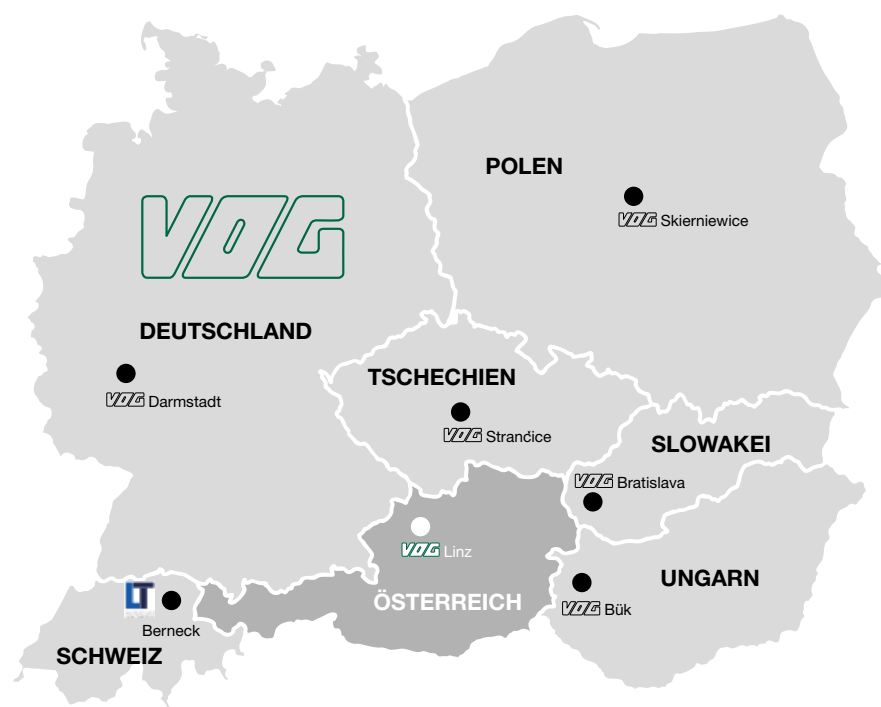 POLEN
VOG Skierniewice
VOG
DEUTSCHLAND
VOG Darmstadt
TSCHECHIEN
VOG Strančice
SLOWAKEI
VOG Bratislava
VOG Linz
ÖSTERREICH
UNGARN
VOG Bük
LT
Berneck
SCHWEIZ